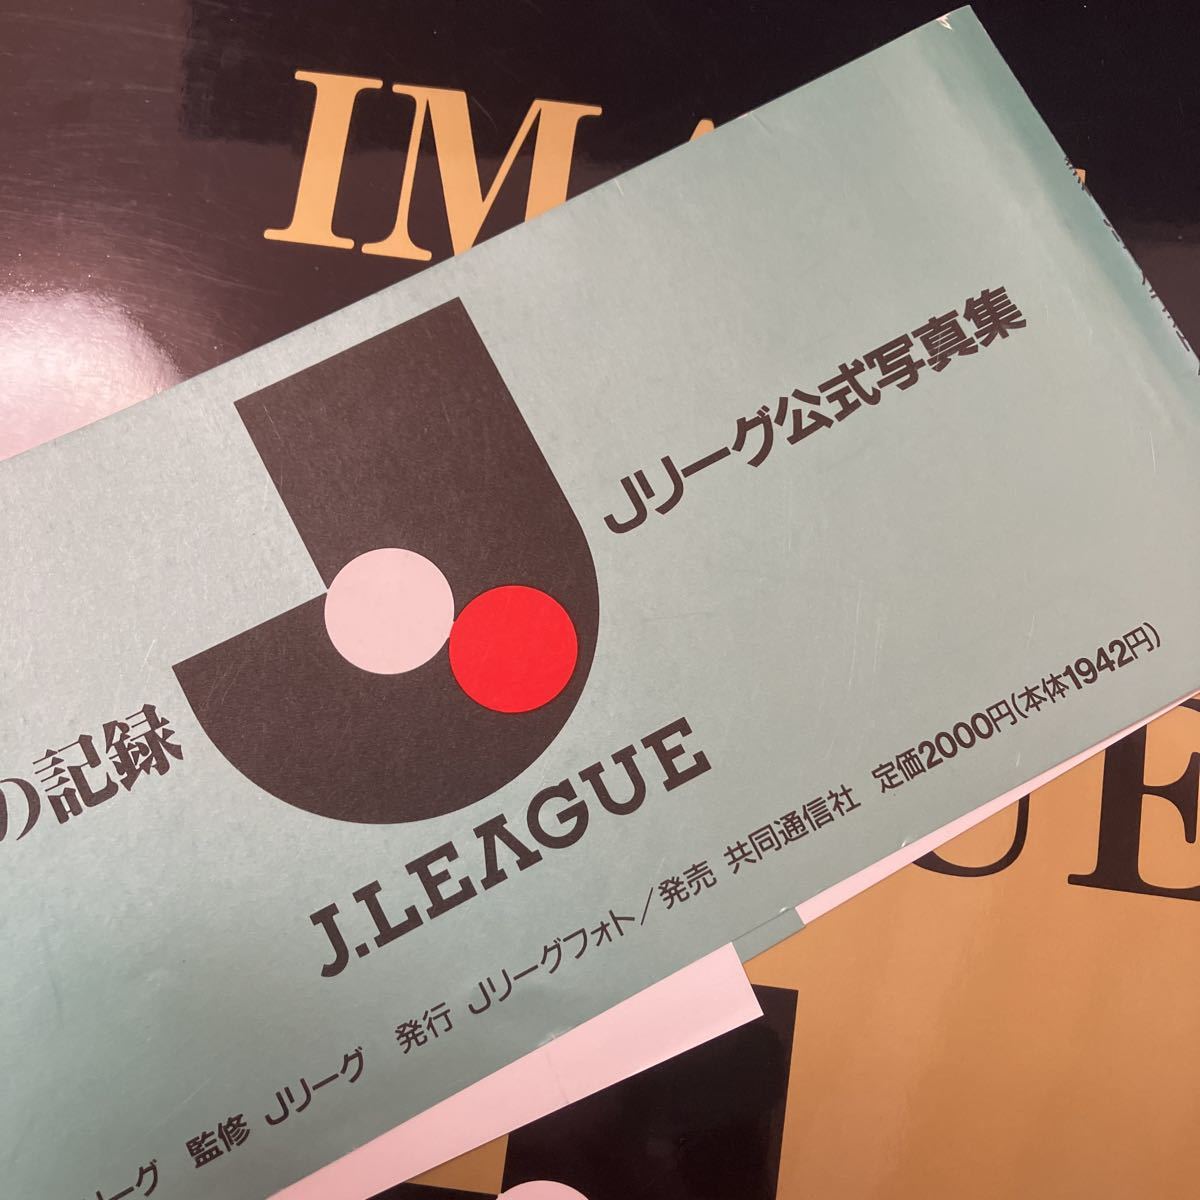 Jリーグ公式写真集
の記録
J.LEAGUE
リーグ 監修 Jリーグ 発行 Jリーグフォト/発売 共同通信社 定価2000円(本体1942円)
IM
UE